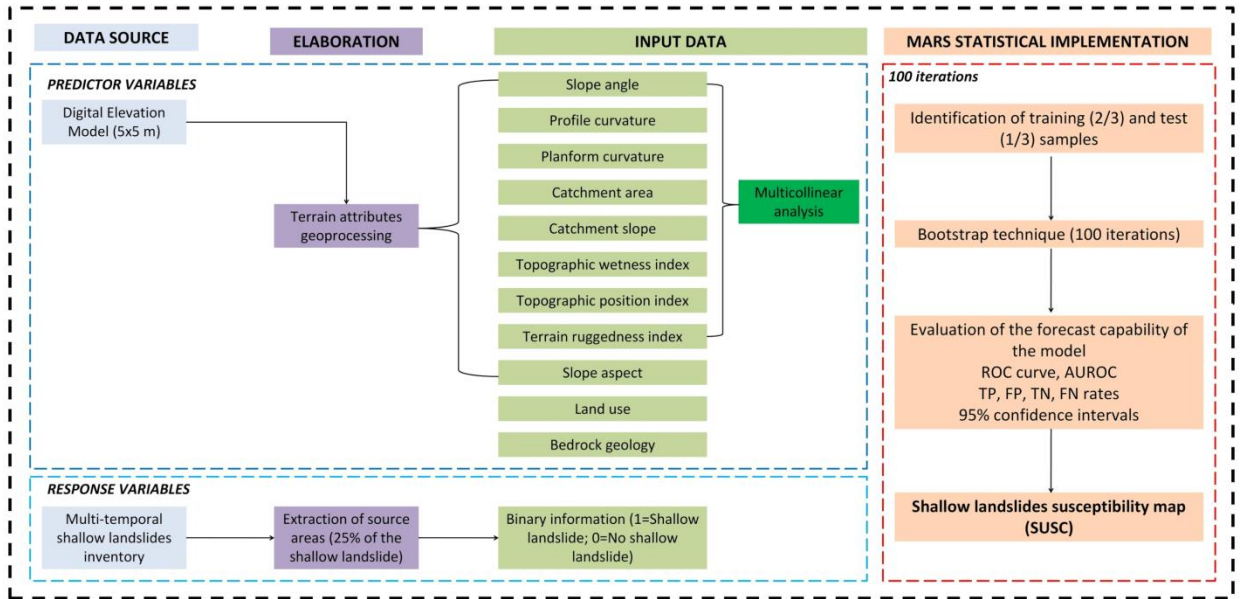 DATA SOURCE
ELABORATION
INPUT DATA
MARS STATISTICAL IMPLEMENTATION
PREDICTOR VARIABLES
Digital Elevation
Model (5x5 m)
Terrain attributes
geoprocessing
Slope angle
Profile curvature
Planform curvature
Catchment area
Catchment slope
Topographic wetness index
Topographic position index
Terrain ruggedness index
Slope aspect
Land use
Bedrock geology
Multicollinear
analysis
RESPONSE VARIABLES
Multi-temporal
shallow landslides
inventory
Extraction of source
areas (25% of the
shallow landslide)
Binary information (1=Shallow
landslide; 0=No shallow
landslide)
100 iterations
Identification of training (2/3) and test
(1/3) samples
Bootstrap technique (100 iterations)
Evaluation of the forecast capability of
the model
ROC curve, AUROC
TP, FP, TN, FN rates
95% confidence intervals
Shallow landslides susceptibility map
(SUSC)